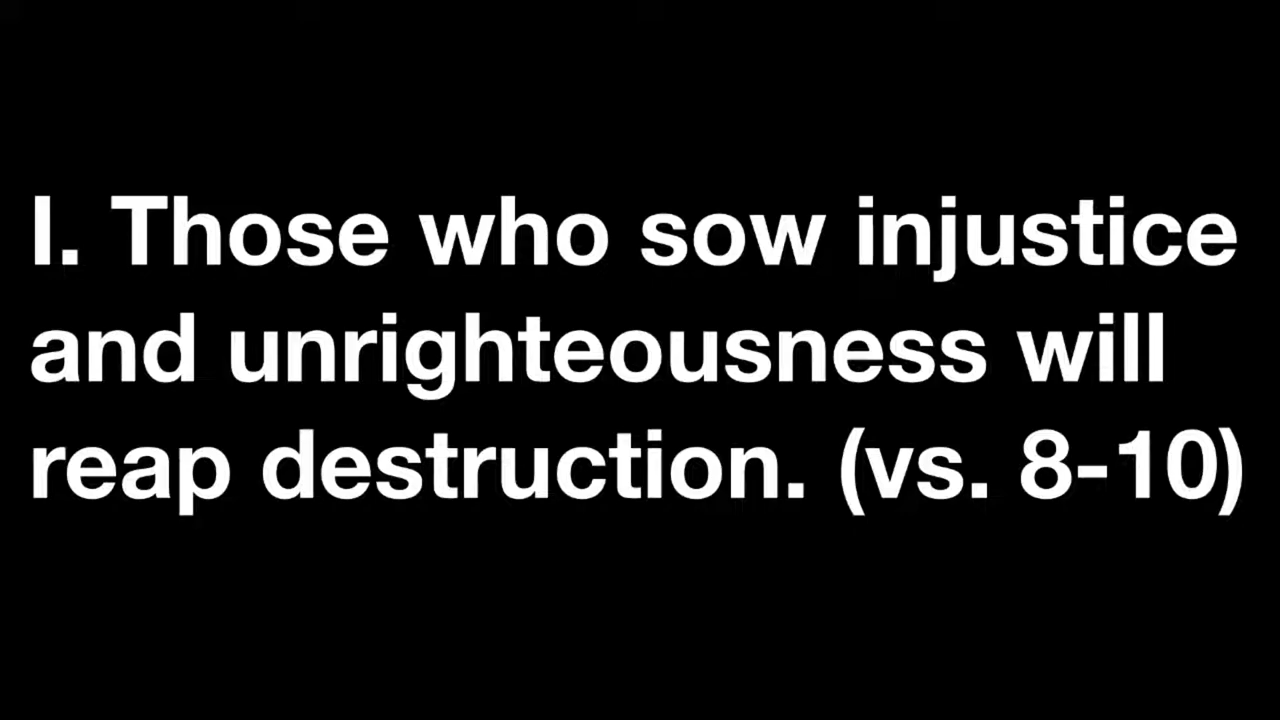 I. Those who sow injustice
and unrighteousness will
reap destruction. (vs. 8-10)